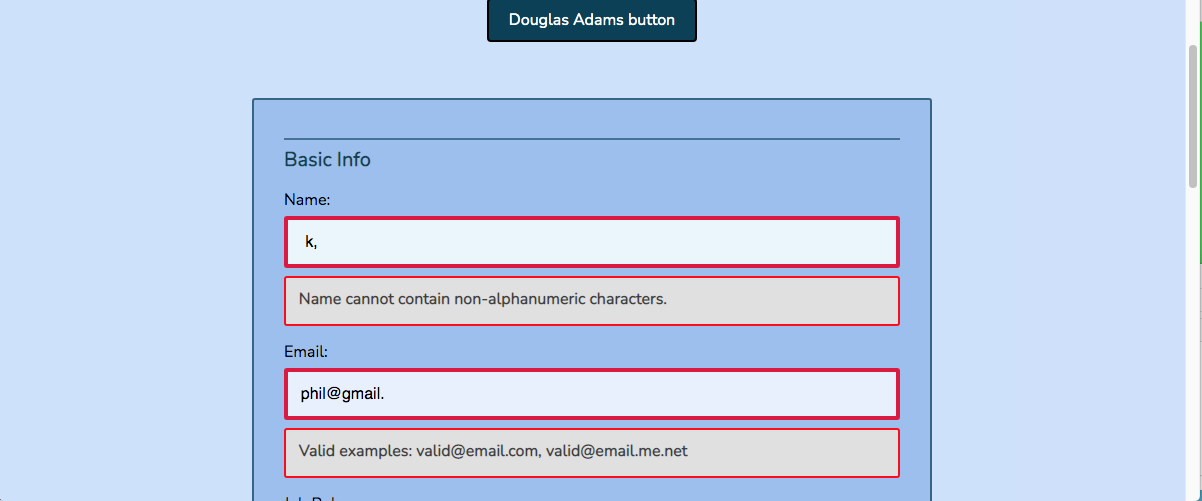 Douglas Adams button
Basic Info
Name:
k,
Name cannot contain non-alphanumeric characters.
Email:
phil@gmail.
Valid examples: valid@email.com, valid@email.me.net